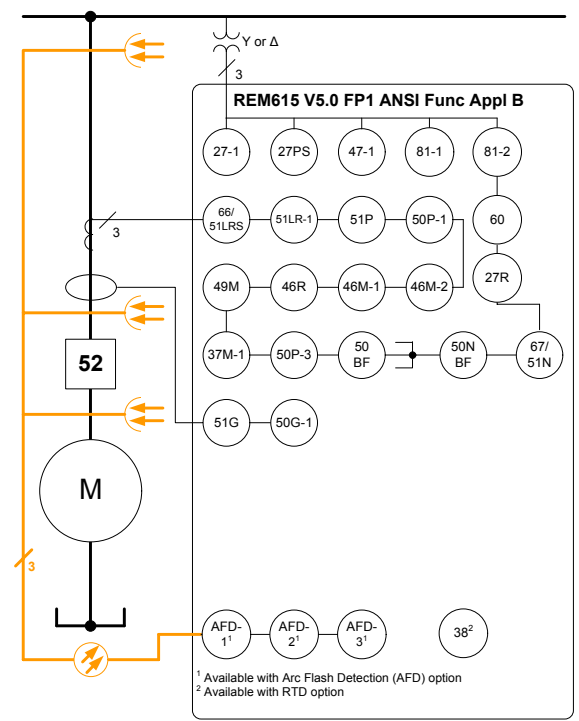 Y or Δ
3
REM615 V5.0 FP1 ANSI Func Appl B
27-1
27PS
47-1
81-1
81-2
3
66/
51LRS
51LR-1
51P
50P-1
60
49M
46R
46M-1
46M-2
27R
52
37M-1
50P-3
50
BF
50N
BF
67/
51N
51G
50G-1
M
3
AFD-
1¹
AFD-
2¹
AFD-
3¹
38²
¹ Available with Arc Flash Detection (AFD) option
² Available with RTD option